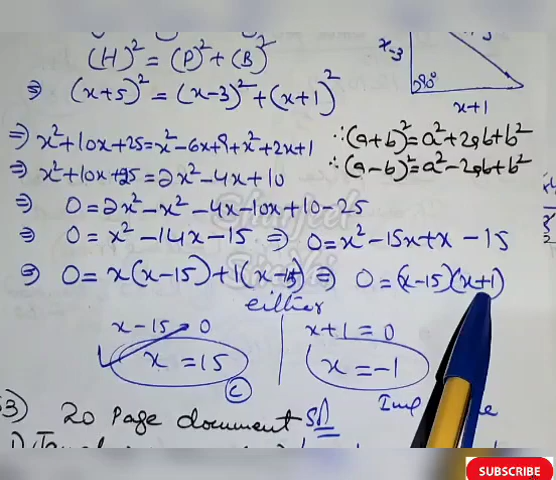 (H)² = (P)² + (B)²
x-3
⇒ (x+5)² = (x-3)² + (x+1)²
90°
x+1
⇒ x²+10x+25=x²-6x+9+x²+2x+1
∵(a+b)²=a²+2ab+b²
⇒ x²+10x+25=2x²-4x+10
∴(a-b)²=a²-2ab+b²
⇒ 0=2x²-x²-4x-10x+10-25
⇒ 0=x²-14x-15 ⇒ 0=x²-15x+x-15
⇒ 0=x(x-15)+1(x-15) ⇒ 0=(x-15)(x+1)
either
x-15=0
x+1=0
x=15
x=-1
C
20 Page document
SUBSCRIBE